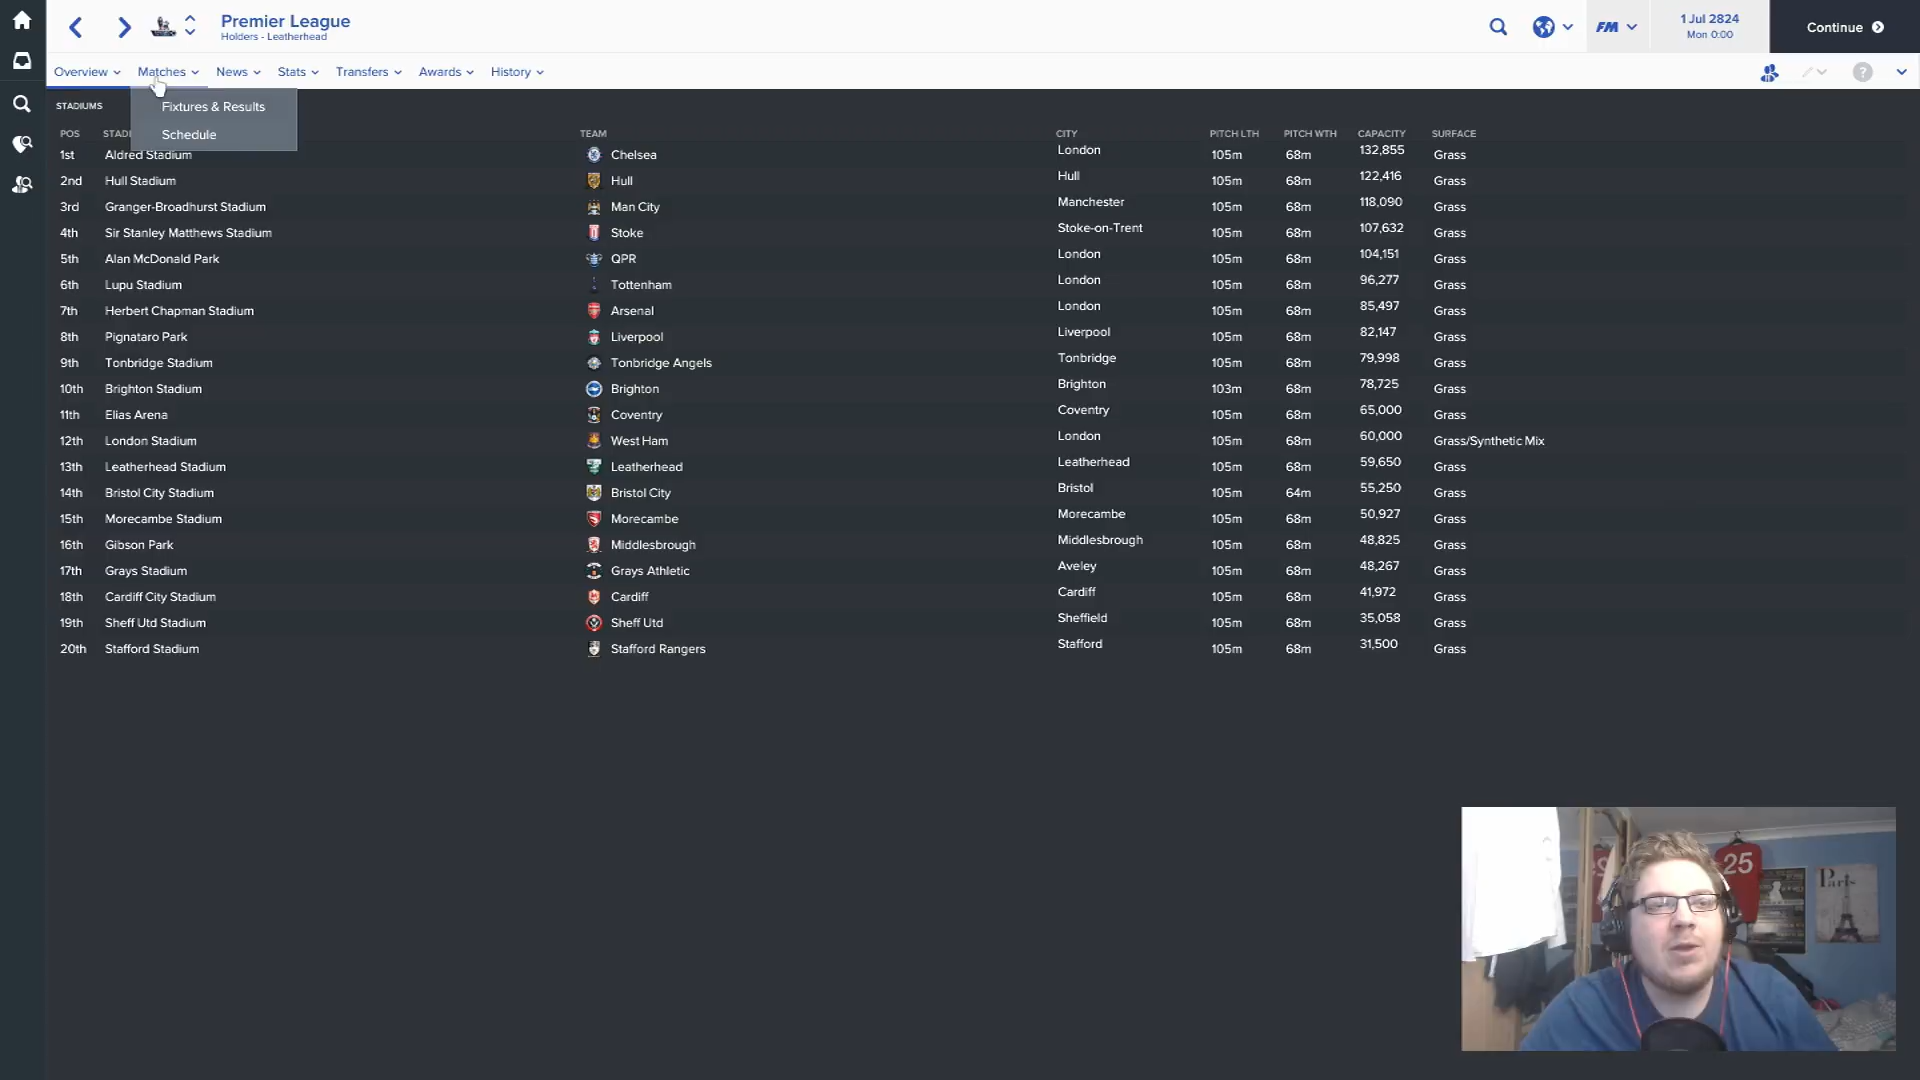 Premier League
Holders - Leatherhead
FM
1 Jul 2824
Mon 0:00
Continue
Overview Matches News Stats Transfers Awards History
?
Fixtures & Results
Schedule
STADIUMS
POS STADI TEAM CITY PITCH LTH PITCH WTH CAPACITY SURFACE
1st Aldred Stadium Chelsea London 105m 68m 132,855 Grass
2nd Hull Stadium Hull Hull 105m 68m 122,416 Grass
3rd Granger-Broadhurst Stadium Man City Manchester 105m 68m 118,090 Grass
4th Sir Stanley Matthews Stadium Stoke Stoke-on-Trent 105m 68m 107,632 Grass
5th Alan McDonald Park QPR London 105m 68m 104,151 Grass
6th Lupu Stadium Tottenham London 105m 68m 96,277 Grass
7th Herbert Chapman Stadium Arsenal London 105m 68m 85,497 Grass
8th Pignataro Park Liverpool Liverpool 105m 68m 82,147 Grass
9th Tonbridge Stadium Tonbridge Angels Tonbridge 105m 68m 79,998 Grass
10th Brighton Stadium Brighton Brighton 103m 68m 78,725 Grass
11th Elias Arena Coventry Coventry 105m 68m 65,000 Grass
12th London Stadium West Ham London 105m 68m 60,000 Grass/Synthetic Mix
13th Leatherhead Stadium Leatherhead Leatherhead 105m 68m 59,650 Grass
14th Bristol City Stadium Bristol City Bristol 105m 64m 55,250 Grass
15th Morecambe Stadium Morecambe Morecambe 105m 68m 50,927 Grass
16th Gibson Park Middlesbrough Middlesbrough 105m 68m 48,825 Grass
17th Grays Stadium Grays Athletic Aveley 105m 68m 48,267 Grass
18th Cardiff City Stadium Cardiff Cardiff 105m 68m 41,972 Grass
19th Sheff Utd Stadium Sheff Utd Sheffield 105m 68m 35,058 Grass
20th Stafford Stadium Stafford Rangers Stafford 105m 68m 31,500 Grass
25
Paris